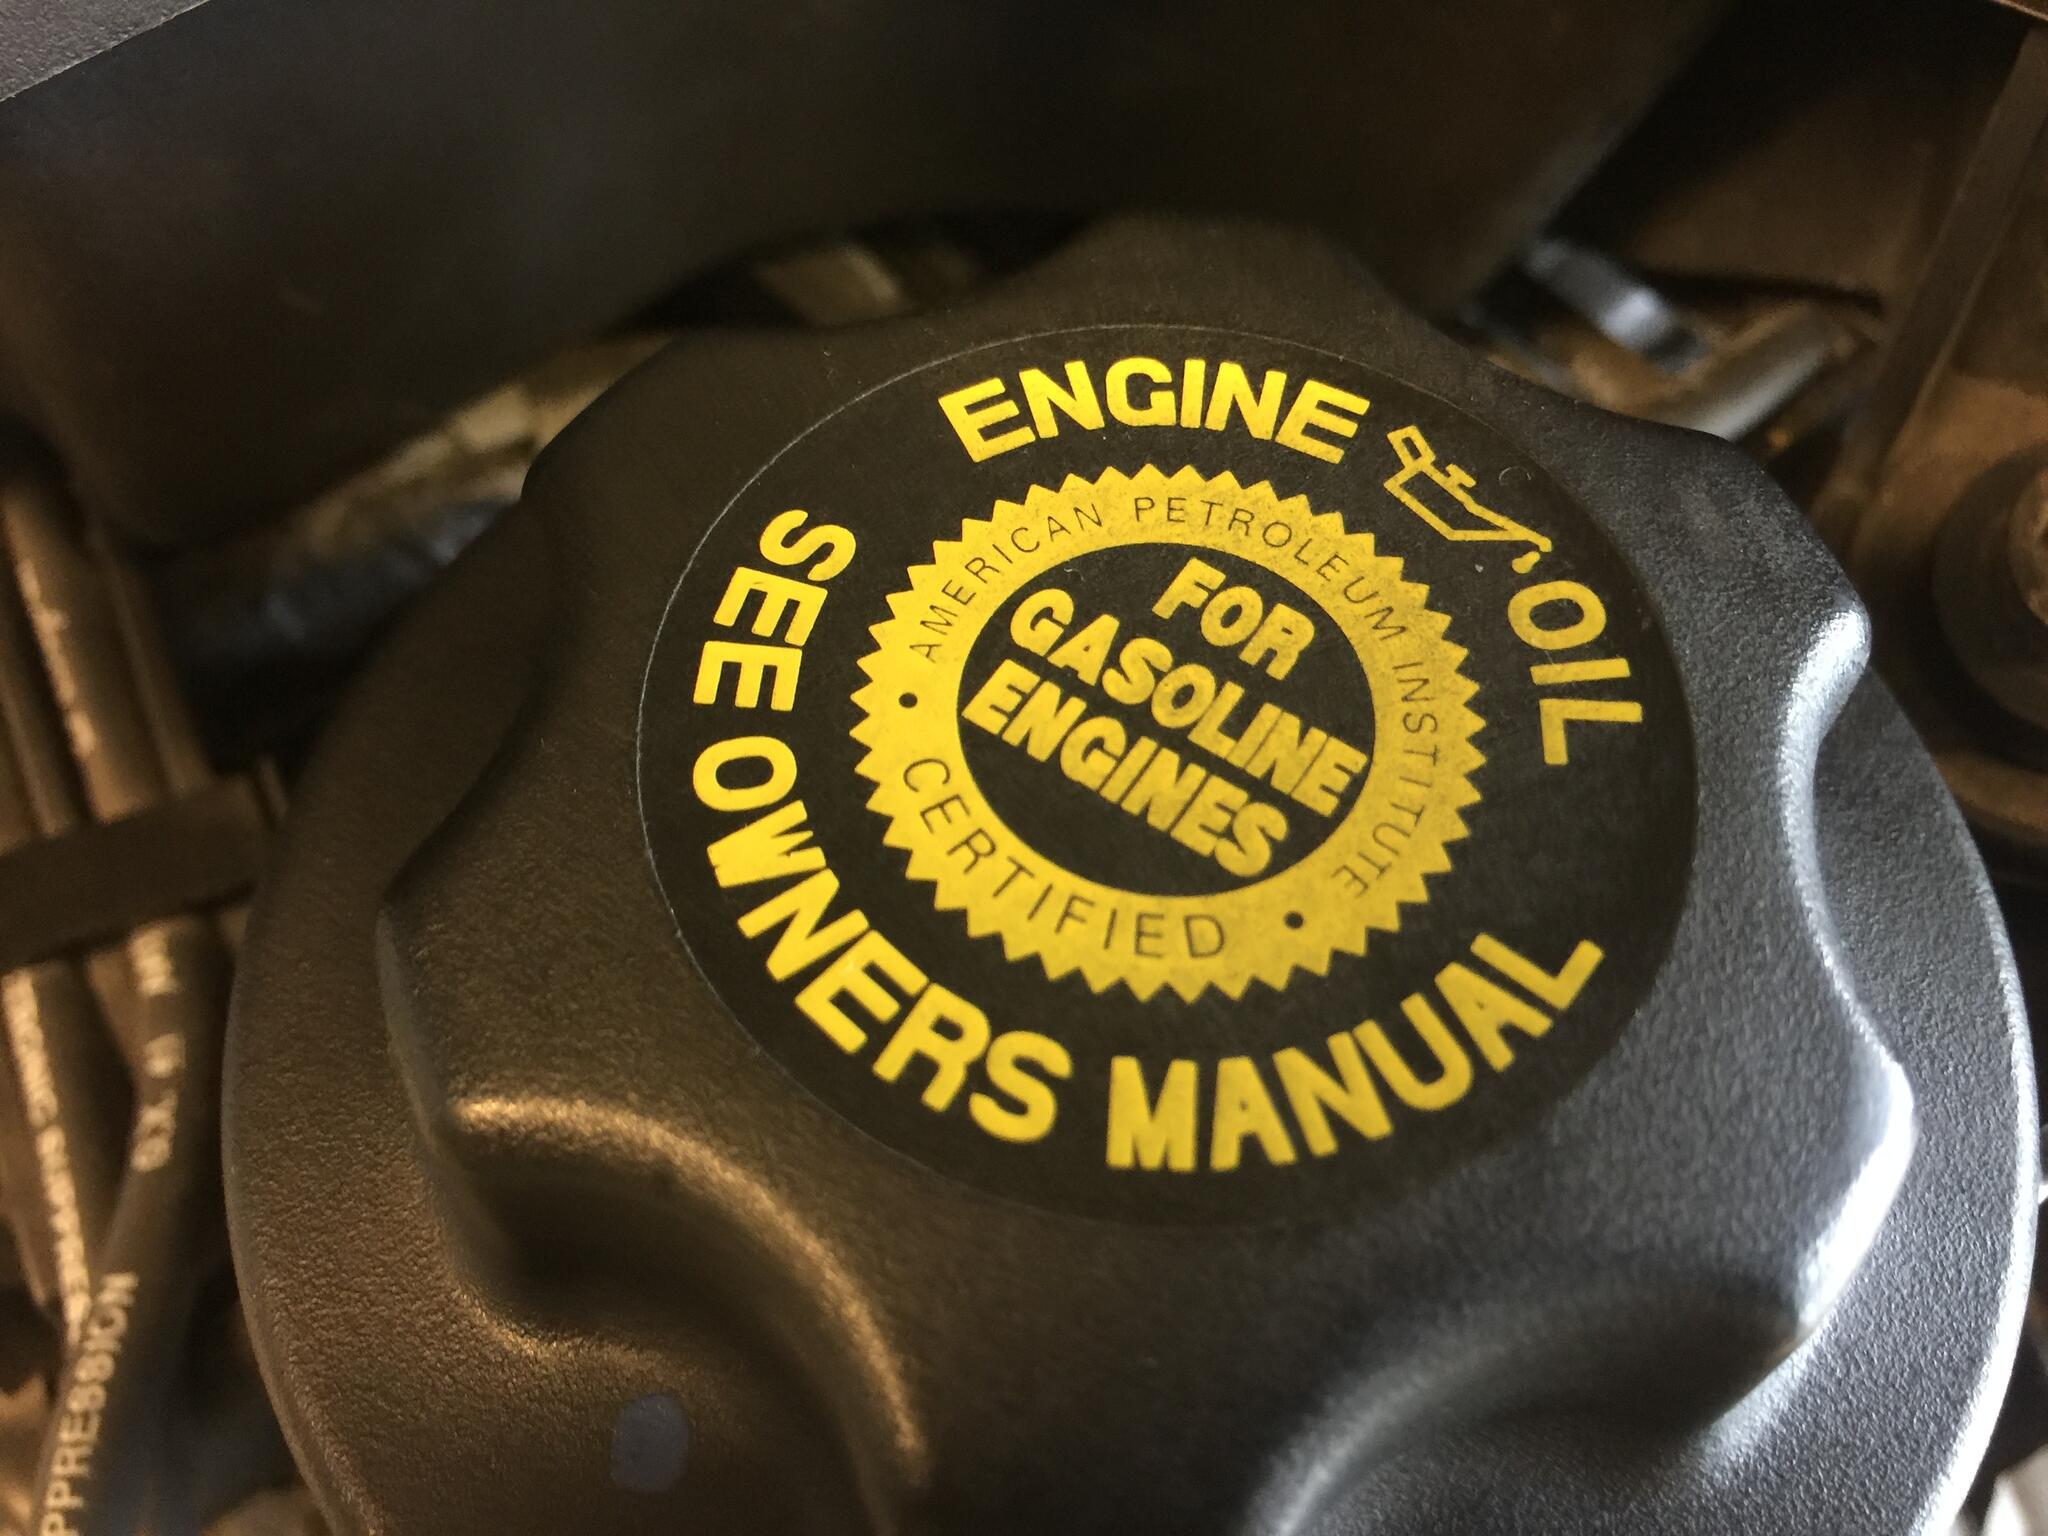 ENGINE OIL
SEE OWNERS MANUAL
AMERICAN PETROLEUM INSTITUTE
CERTIFIED
FOR
GASOLINE
ENGINES